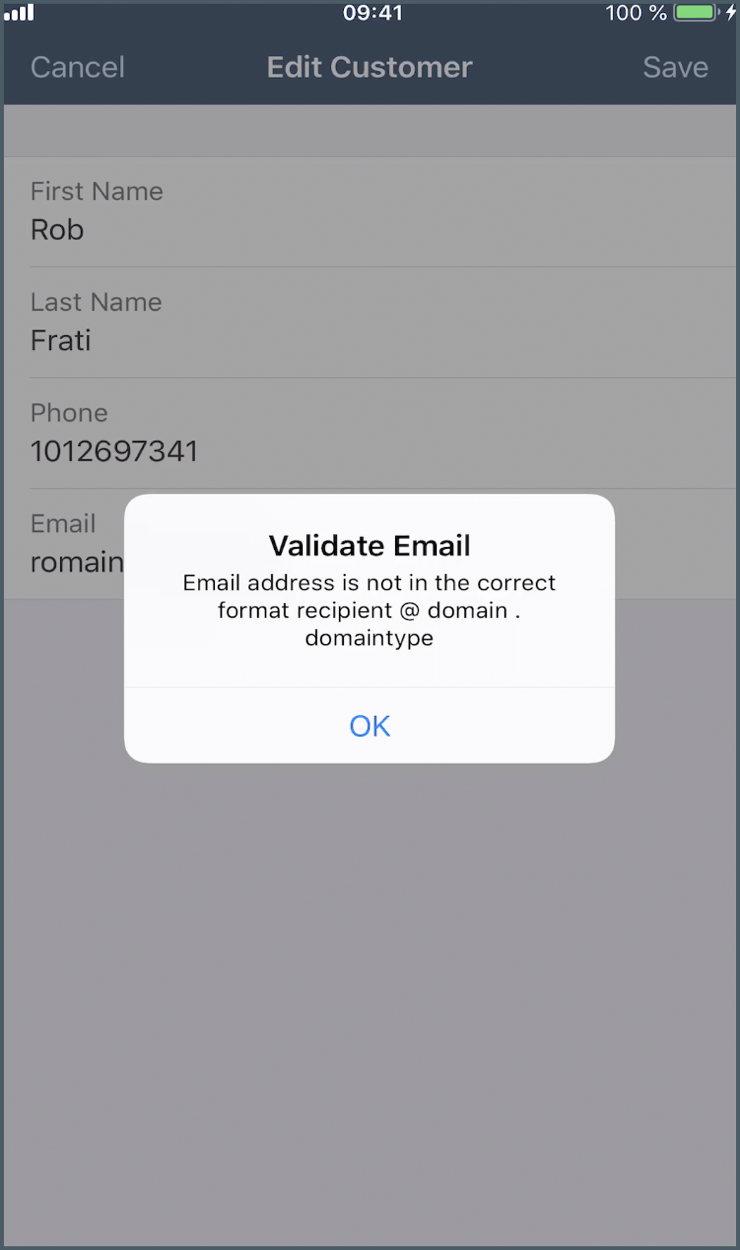 09:41 100 %
Cancel Edit Customer Save
First Name
Rob
Last Name
Frati
Phone
1012697341
Email
romain
Validate Email
Email address is not in the correct
format recipient @ domain .
domaintype
OK